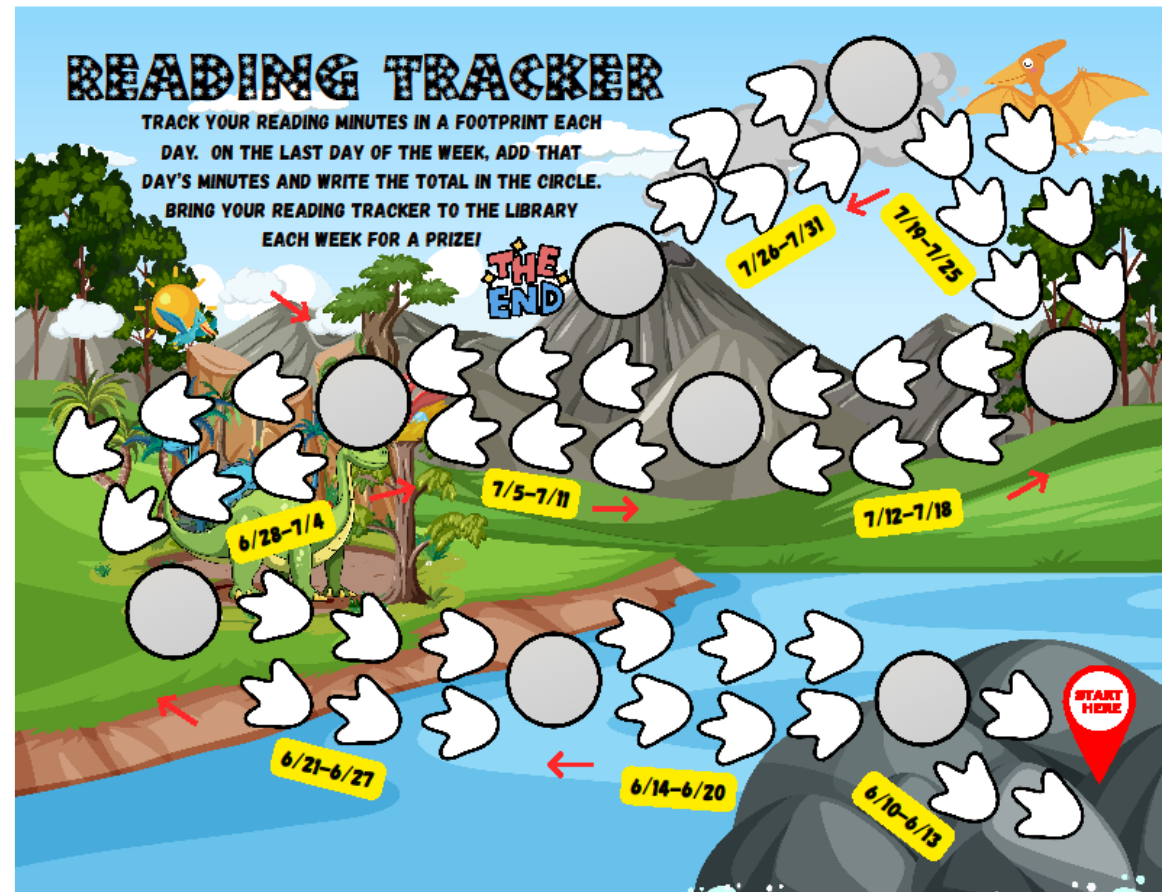 READING TRACKER
TRACK YOUR READING MINUTES IN A FOOTPRINT EACH
DAY. ON THE LAST DAY OF THE WEEK, ADD THAT
DAY'S MINUTES AND WRITE THE TOTAL IN THE CIRCLE.
BRING YOUR READING TRACKER TO THE LIBRARY
EACH WEEK FOR A PRIZE!
THE
END
7/26-7/31
7/19-7/25
7/5-7/11
7/12-7/18
6/28-7/4
START
HERE
6/21-6/27
6/14-6/20
6/10-6/13